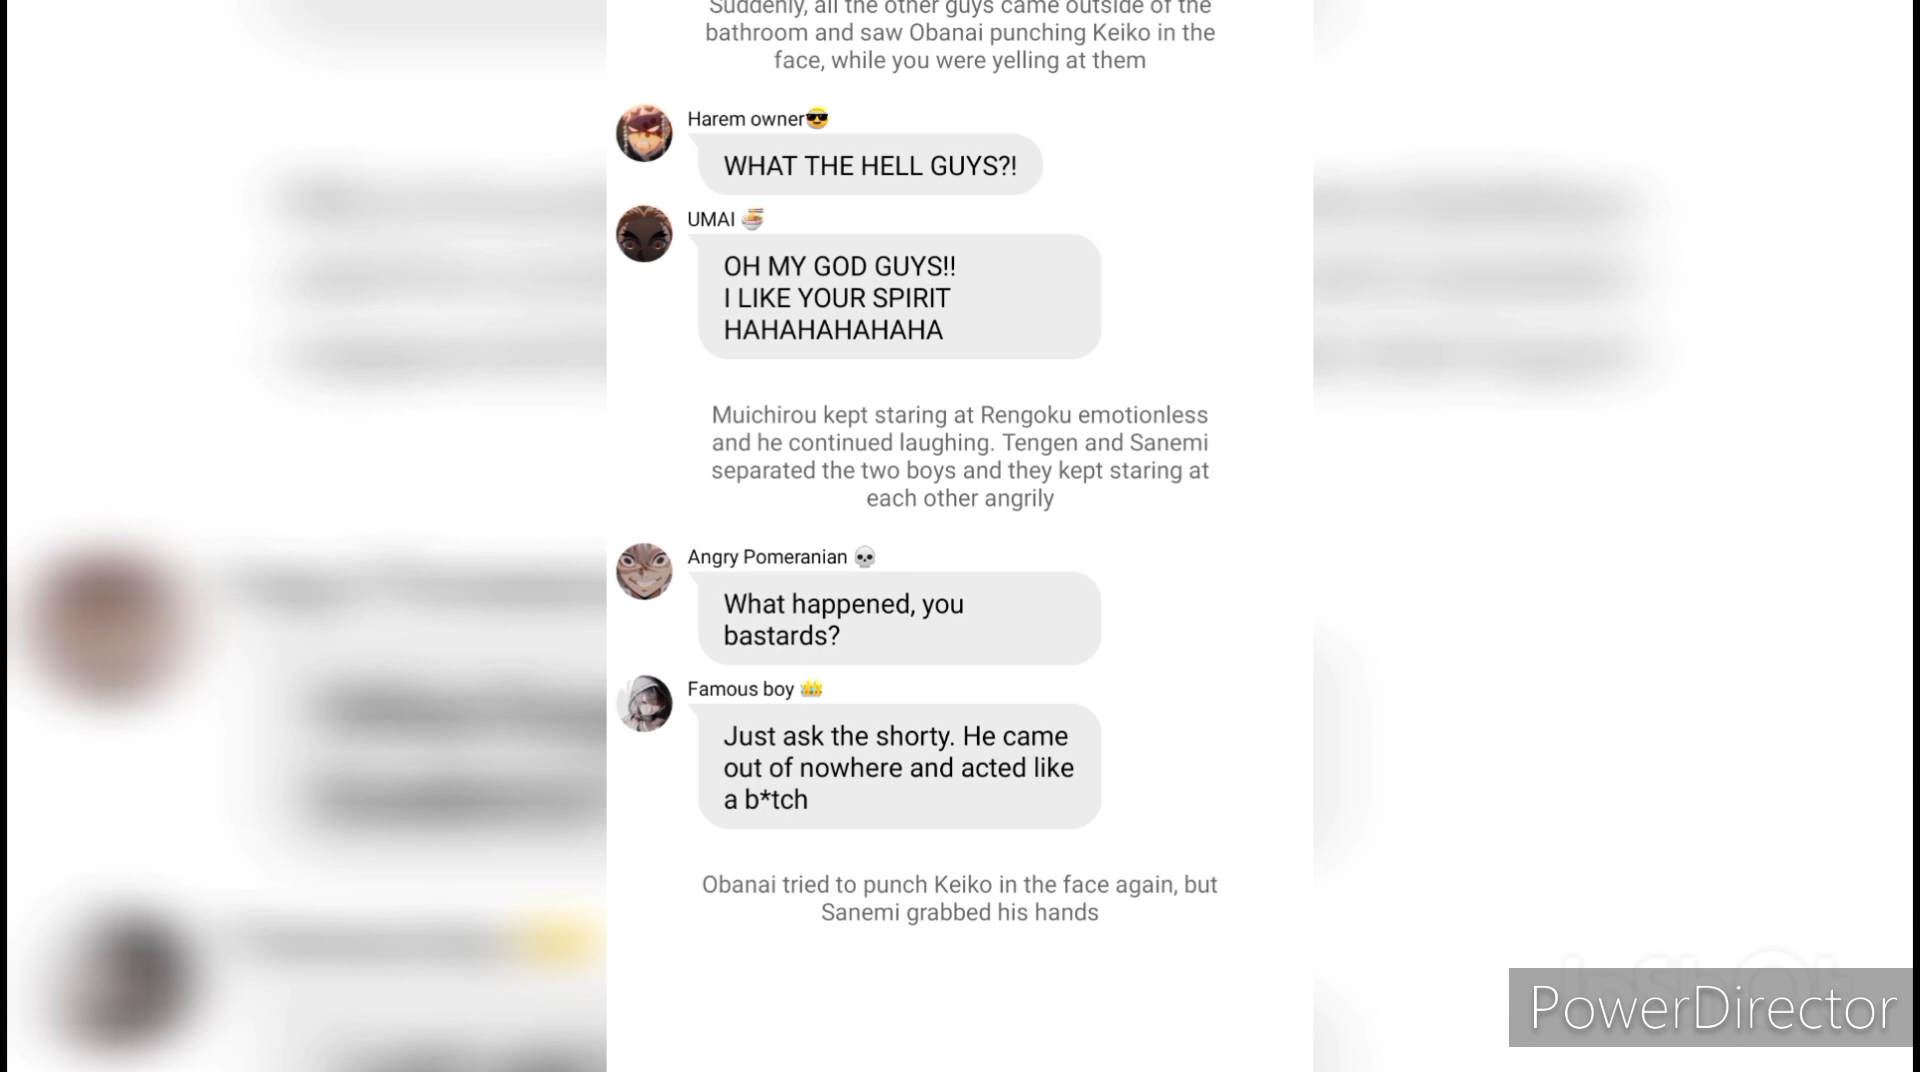 Suddenly, all the other guys came outside of the
bathroom and saw Obanai punching Keiko in the
face, while you were yelling at them
Harem owner😎
WHAT THE HELL GUYS?!
UMAI 🍜
OH MY GOD GUYS!!
I LIKE YOUR SPIRIT
HAHAHAHAHAHA
Muichirou kept staring at Rengoku emotionless
and he continued laughing. Tengen and Sanemi
separated the two boys and they kept staring at
each other angrily
Angry Pomeranian 💀
What happened, you
bastards?
Famous boy 👑
Just ask the shorty. He came
out of nowhere and acted like
a b*tch
Obanai tried to punch Keiko in the face again, but
Sanemi grabbed his hands
InShOt
PowerDirector